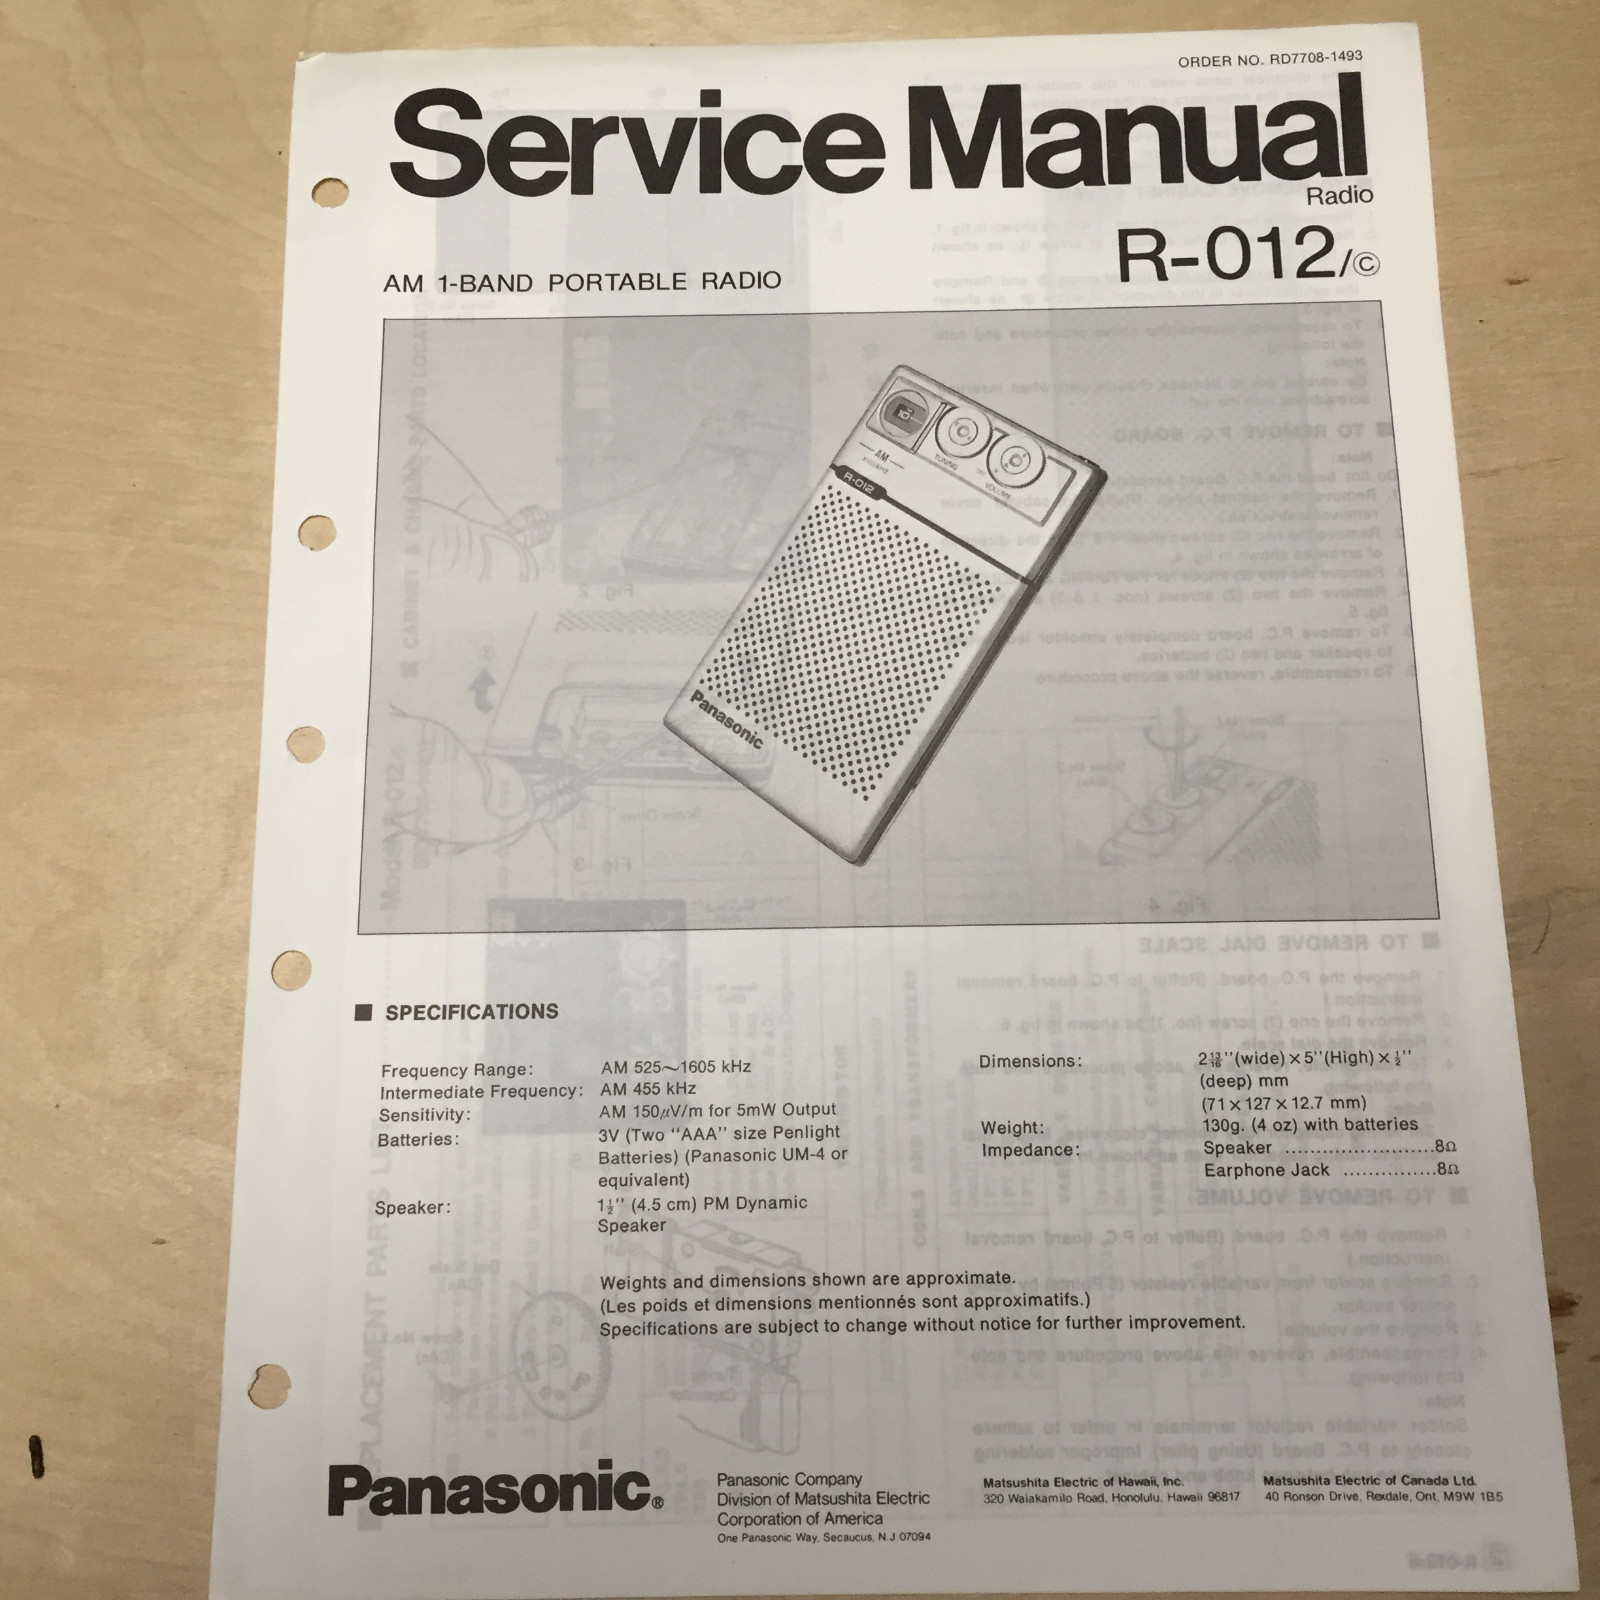 ORDER NO. RD7708-1493
Service Manual
Radio
R-012/©
AM 1-BAND PORTABLE RADIO
10
AM
TUNING
OFF
VOLUME
R-012
Panasonic
■ SPECIFICATIONS
Frequency Range: AM 525~1605 kHz
Intermediate Frequency: AM 455 kHz
Sensitivity: AM 150μV/m for 5mW Output
Batteries: 3V (Two "AAA" size Penlight
Batteries) (Panasonic UM-4 or
equivalent)
Speaker: 1½'' (4.5 cm) PM Dynamic
Speaker
Dimensions: 2 13/16''(wide)×5''(High)×½''
(deep) mm
(71×127×12.7 mm)
Weight: 130g. (4 oz) with batteries
Impedance: Speaker ........................8Ω
Earphone Jack ...............8Ω
Weights and dimensions shown are approximate.
(Les poids et dimensions mentionnés sont approximatifs.)
Specifications are subject to change without notice for further improvement.
Panasonic®
Panasonic Company
Division of Matsushita Electric
Corporation of America
One Panasonic Way, Secaucus, N J 07094
Matsushita Electric of Hawaii, Inc.
320 Waiakamilo Road, Honolulu, Hawaii 96817
Matsushita Electric of Canada Ltd.
40 Ronson Drive, Rexdale, Ont. M9W 1B5